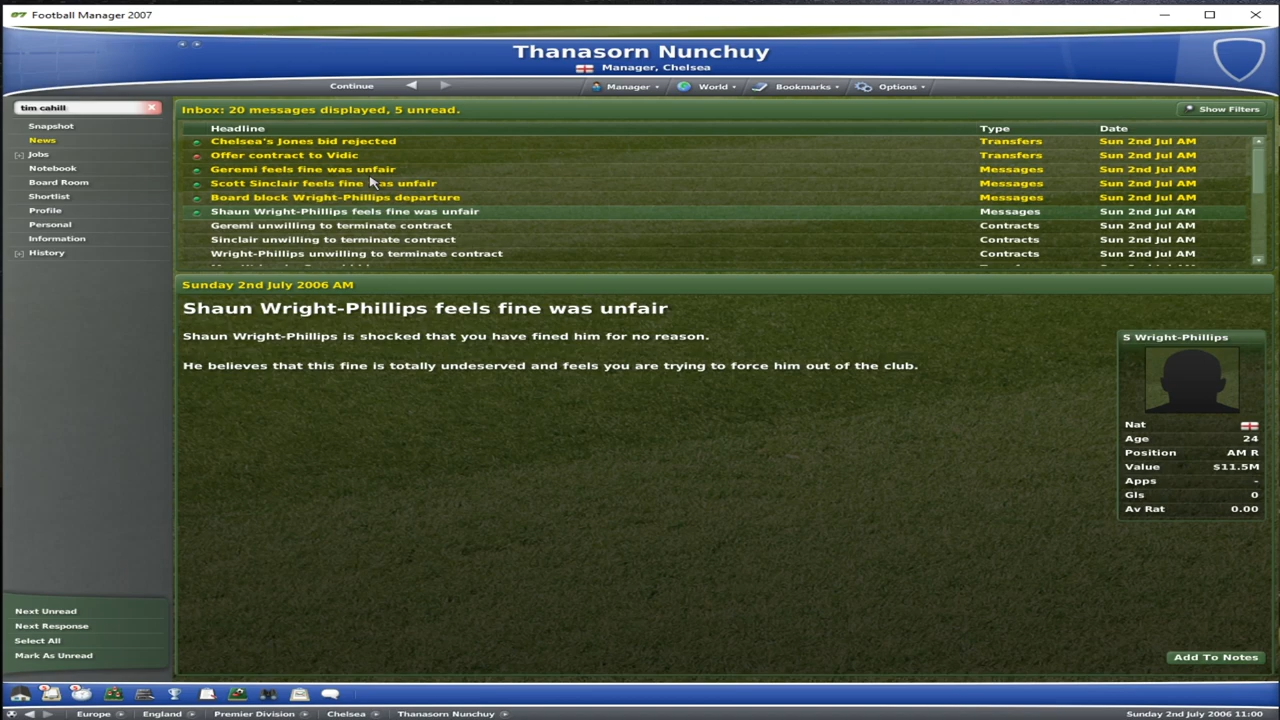 Football Manager 2007
Thanasorn Nunchuy
Manager, Chelsea
Continue
Manager
World
Bookmarks
Options
tim cahill
Snapshot
News
Jobs
Notebook
Board Room
Shortlist
Profile
Personal
Information
History
Next Unread
Next Response
Select All
Mark As Unread
Inbox: 20 messages displayed, 5 unread.
Show Filters
Headline Type Date
Chelsea's Jones bid rejected Transfers Sun 2nd Jul AM
Offer contract to Vidic Transfers Sun 2nd Jul AM
Geremi feels fine was unfair Messages Sun 2nd Jul AM
Scott Sinclair feels fine was unfair Messages Sun 2nd Jul AM
Board block Wright-Phillips departure Messages Sun 2nd Jul AM
Shaun Wright-Phillips feels fine was unfair Messages Sun 2nd Jul AM
Geremi unwilling to terminate contract Contracts Sun 2nd Jul AM
Sinclair unwilling to terminate contract Contracts Sun 2nd Jul AM
Wright-Phillips unwilling to terminate contract Contracts Sun 2nd Jul AM
Sunday 2nd July 2006 AM
Shaun Wright-Phillips feels fine was unfair
Shaun Wright-Phillips is shocked that you have fined him for no reason.
He believes that this fine is totally undeserved and feels you are trying to force him out of the club.
S Wright-Phillips
Nat
Age 24
Position AM R
Value $11.5M
Apps -
Gls 0
Av Rat 0.00
Add To Notes
Europe
England
Premier Division
Chelsea
Thanasorn Nunchuy
Sunday 2nd July 2006 11:00